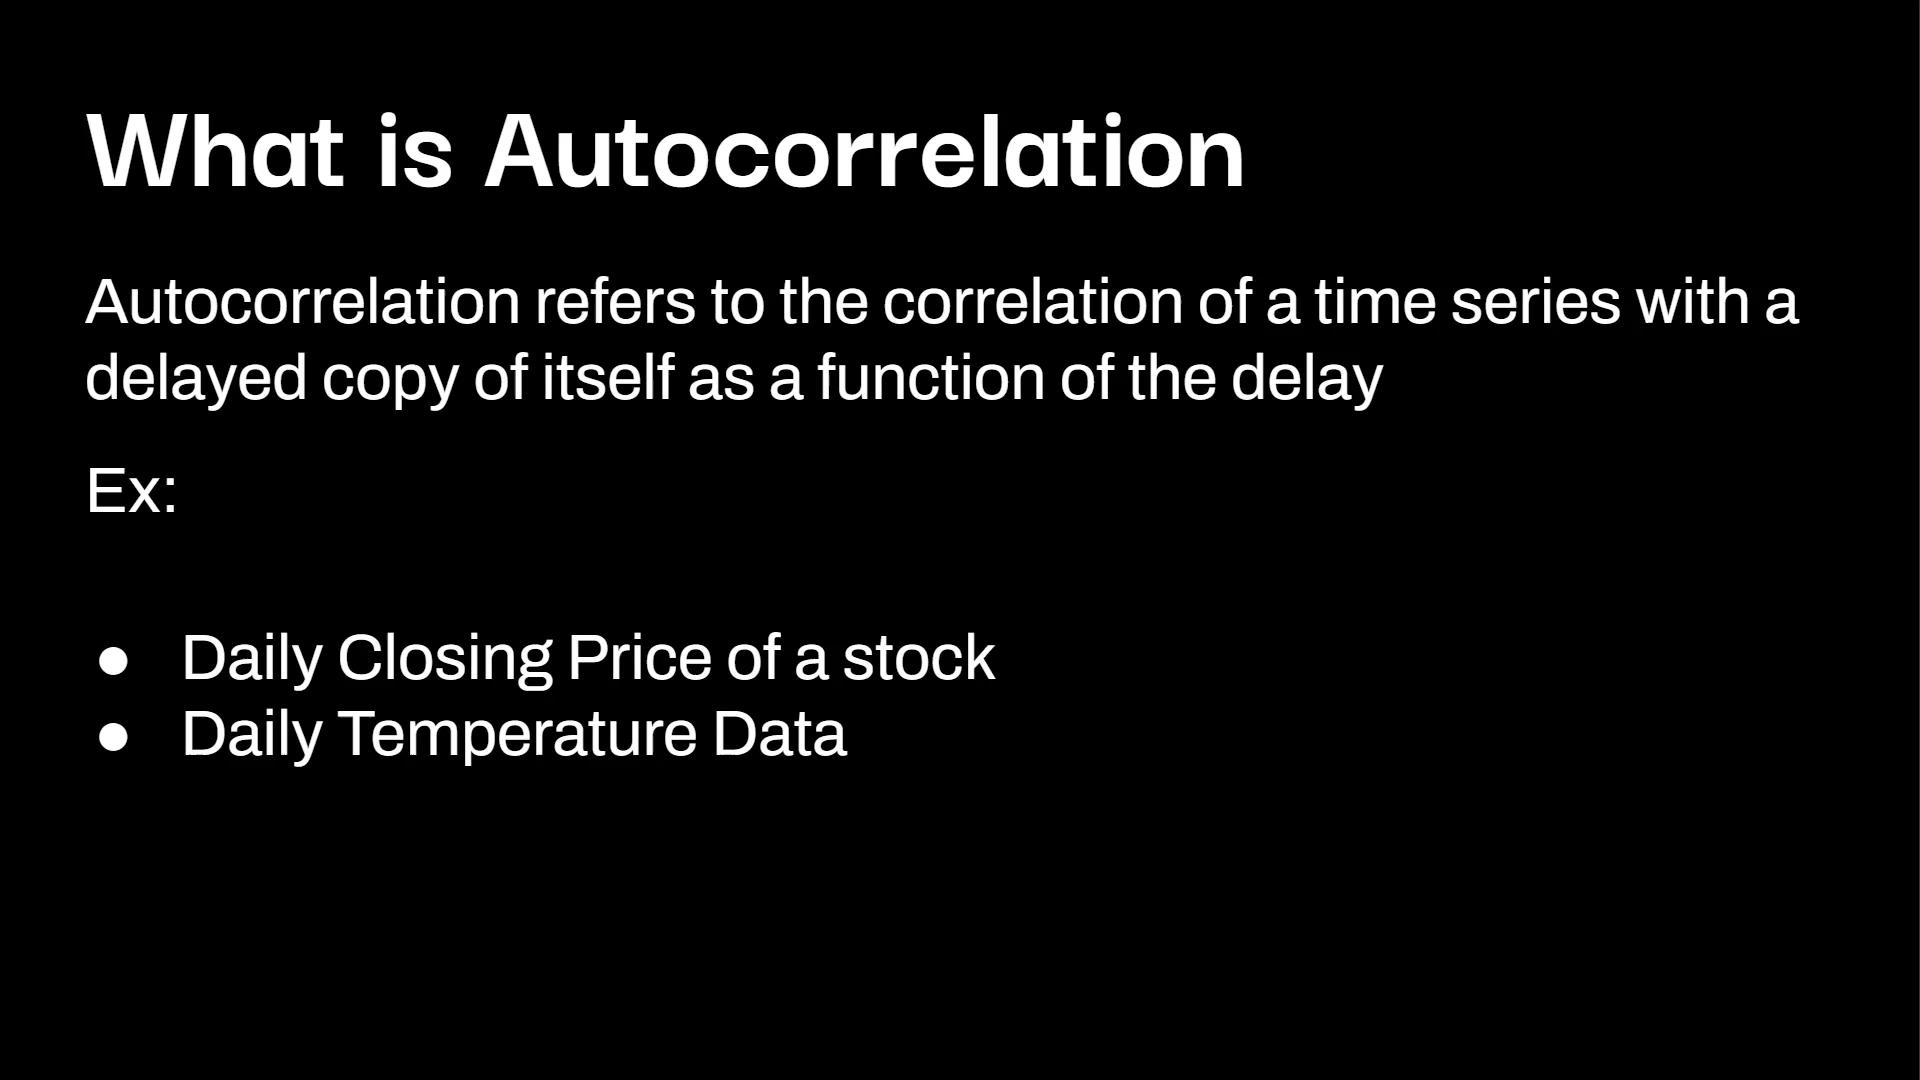 What is Autocorrelation
Autocorrelation refers to the correlation of a time series with a
delayed copy of itself as a function of the delay
Ex:
● Daily Closing Price of a stock
● Daily Temperature Data